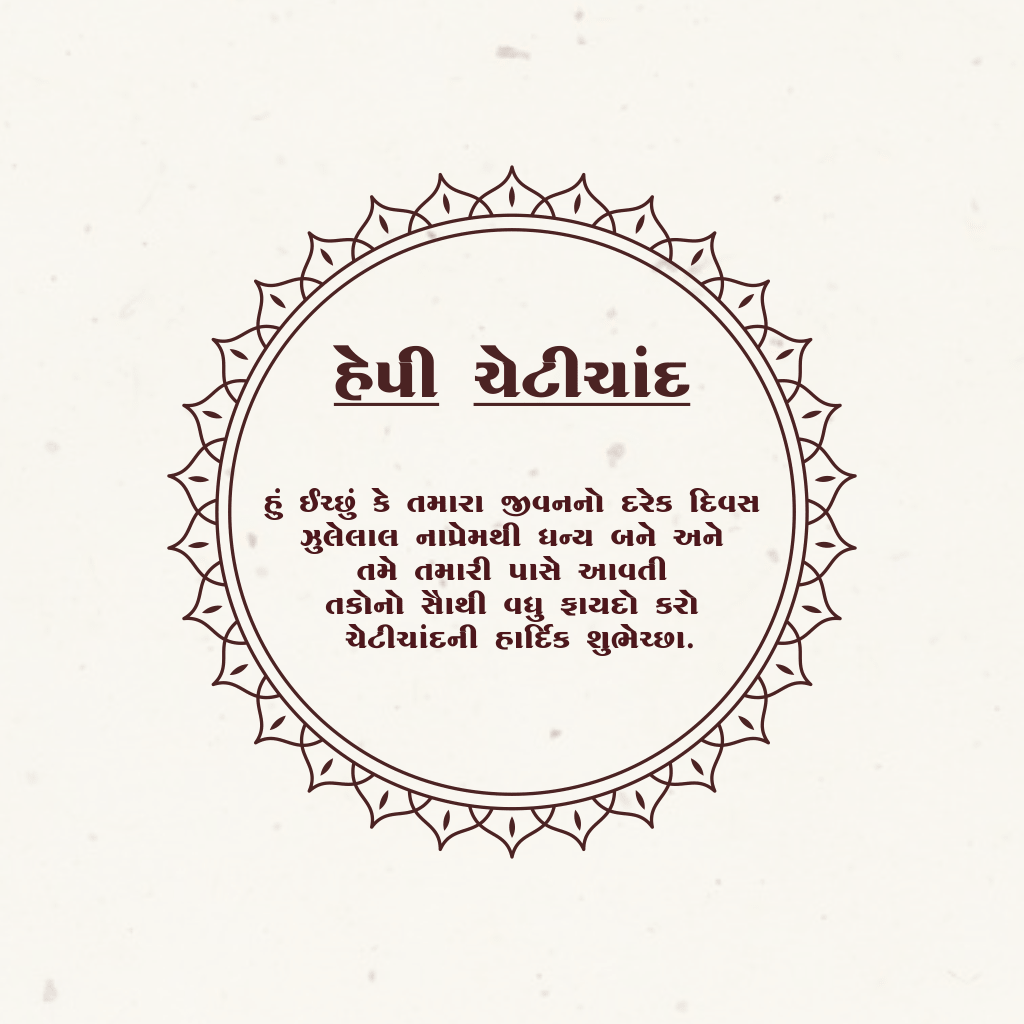 હેપી ચેટીચાંદ
હું ઈચ્છું કે તમારા જીવનનો દરેક દિવસ
ઝુલેલાલ નાપ્રેમથી ધન્ય બને અને
તમે તમારી પાસે આવતી
તકોનો સૌાથી વધુ ફાયદો કરો
ચેટીચાંદની હાર્દિક શુભેચ્છા.